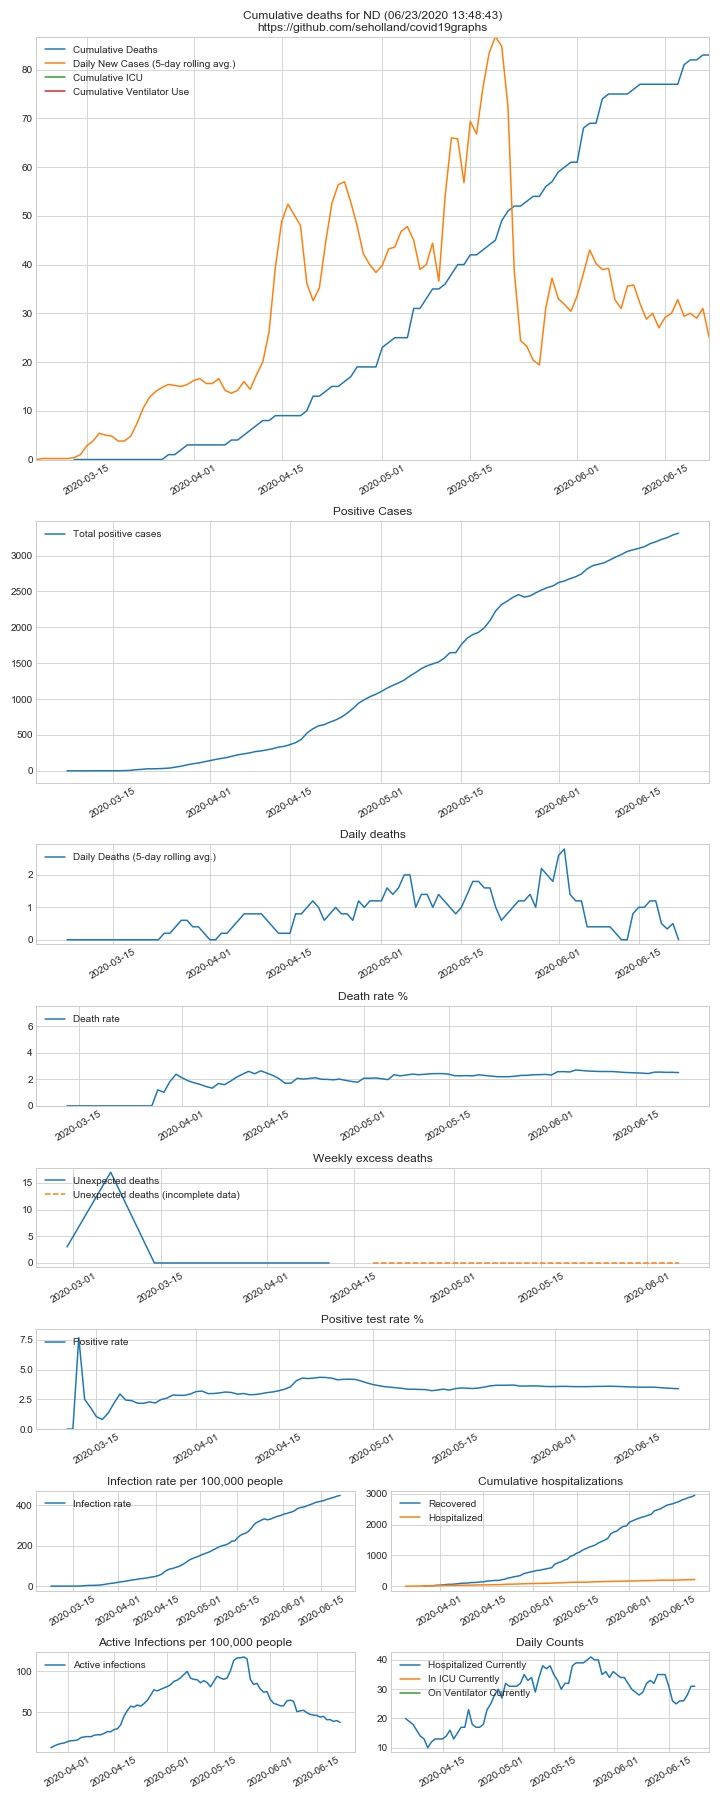 Cumulative deaths for ND (06/23/2020 13:48:43)
https://github.com/seholland/covid19graphs
Cumulative Deaths
Daily New Cases (5-day rolling avg.)
Cumulative ICU
Cumulative Ventilator Use
80
70
60
50
40
30
20
10
0
2020-03-15 2020-04-01 2020-04-15 2020-05-01 2020-05-15 2020-06-01 2020-06-15
Positive Cases
Total positive cases
3000
2500
2000
1500
1000
500
0
2020-03-15 2020-04-01 2020-04-15 2020-05-01 2020-05-15 2020-06-01 2020-06-15
Daily deaths
Daily Deaths (5-day rolling avg.)
2
1
0
2020-03-15 2020-04-01 2020-04-15 2020-05-01 2020-05-15 2020-06-01 2020-06-15
Death rate %
Death rate
6
4
2
0
2020-03-15 2020-04-01 2020-04-15 2020-05-01 2020-05-15 2020-06-01 2020-06-15
Weekly excess deaths
Unexpected deaths
Unexpected deaths (incomplete data)
15
10
5
0
2020-03-01 2020-03-15 2020-04-01 2020-04-15 2020-05-01 2020-05-15 2020-06-01
Positive test rate %
Positive rate
7.5
5.0
2.5
0.0
2020-03-15 2020-04-01 2020-04-15 2020-05-01 2020-05-15 2020-06-01 2020-06-15
Infection rate per 100,000 people
Infection rate
400
200
0
2020-03-15 2020-04-01 2020-04-15 2020-05-01 2020-05-15 2020-06-01 2020-06-15
Cumulative hospitalizations
Recovered
Hospitalized
3000
2000
1000
0
2020-04-01 2020-04-15 2020-05-01 2020-05-15 2020-06-01 2020-06-15
Active Infections per 100,000 people
Active infections
100
50
2020-04-01 2020-04-15 2020-05-01 2020-05-15 2020-06-01 2020-06-15
Daily Counts
Hospitalized Currently
In ICU Currently
On Ventilator Currently
40
30
20
10
2020-04-15 2020-05-01 2020-05-15 2020-06-01 2020-06-15